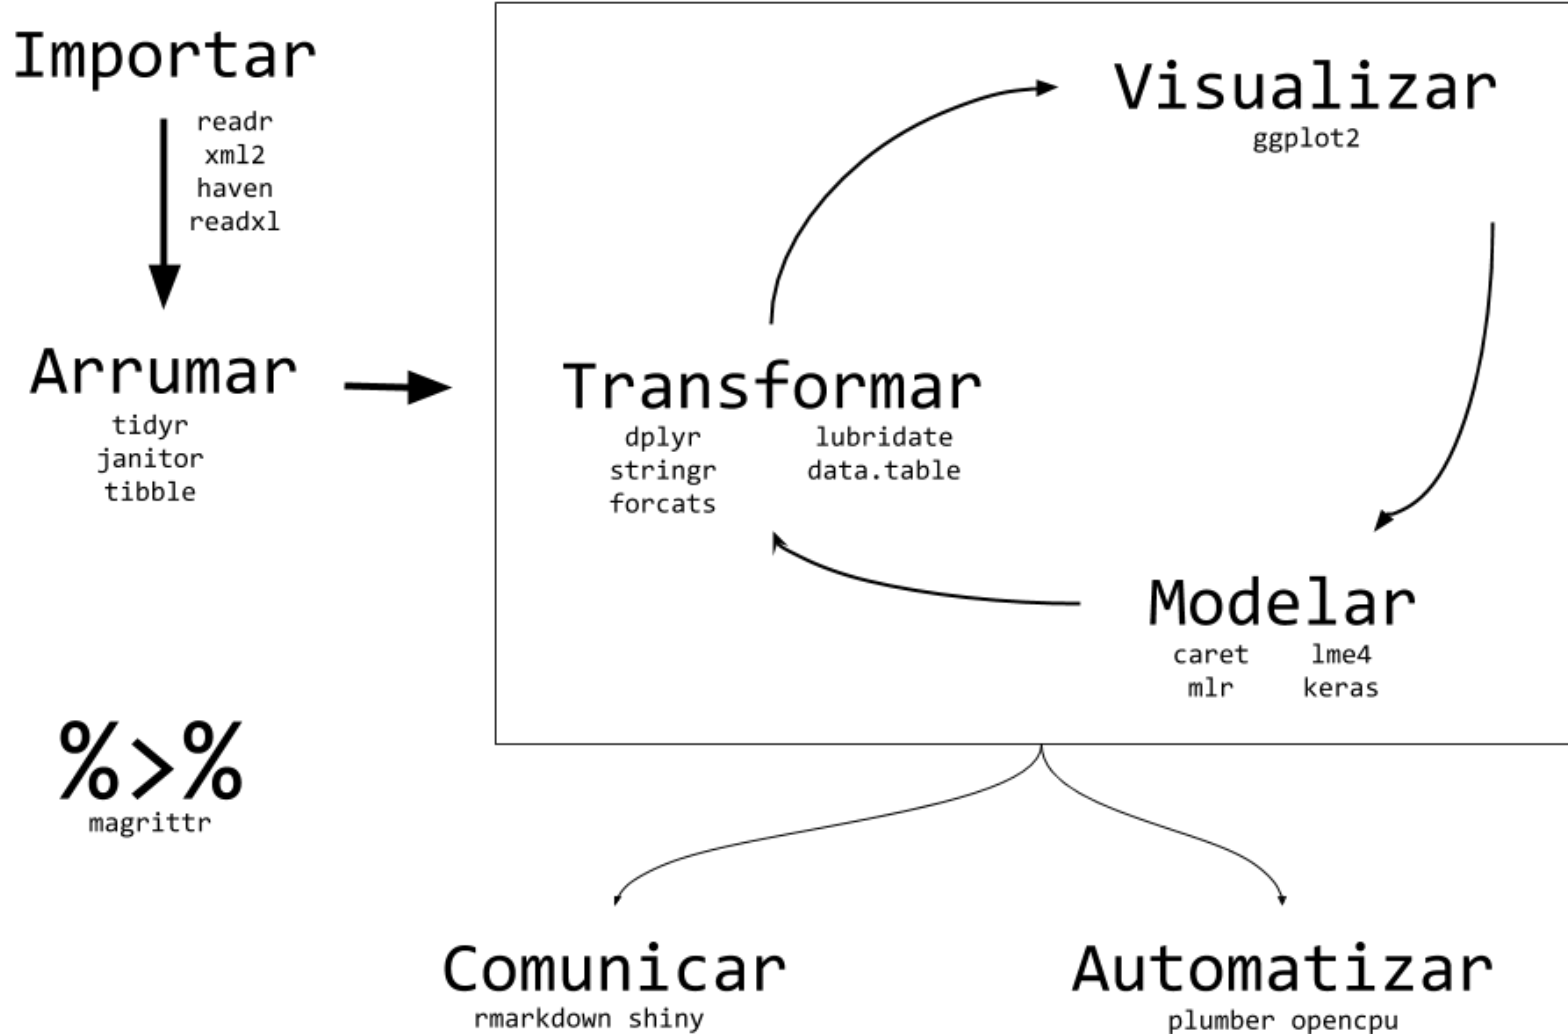 Importar
readr
xml2
haven
readxl
Arrumar
tidyr
janitor
tibble
Visualizar
ggplot2
Transformar
dplyr lubridate
stringr data.table
forcats
Modelar
caret lme4
mlr keras
%>%
magrittr
Comunicar
rmarkdown shiny
Automatizar
plumber opencpu